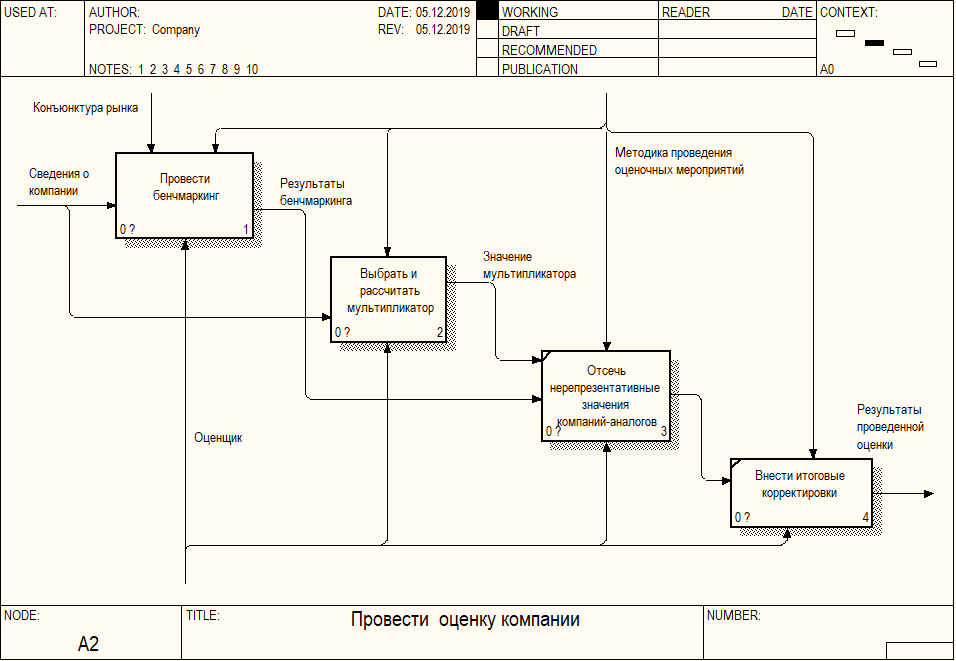 USED AT:
AUTHOR:
DATE: 05.12.2019
PROJECT: Company
REV: 05.12.2019
NOTES: 1 2 3 4 5 6 7 8 9 10
WORKING
DRAFT
RECOMMENDED
PUBLICATION
READER
DATE
CONTEXT:
A0
Конъюнктура рынка
Сведения о
компании
Провести
бенчмаркинг
0 ?
1
Результаты
бенчмаркинга
Методика проведения
оценочных мероприятий
Выбрать и
рассчитать
мультипликатор
0 ?
2
Значение
мультипликатора
Отсечь
нерепрезентативные
значения
компаний-аналогов
0 ?
3
Оценщик
Внести итоговые
корректировки
0 ?
4
Результаты
проведенной
оценки
NODE:
A2
TITLE:
Провести оценку компании
NUMBER: